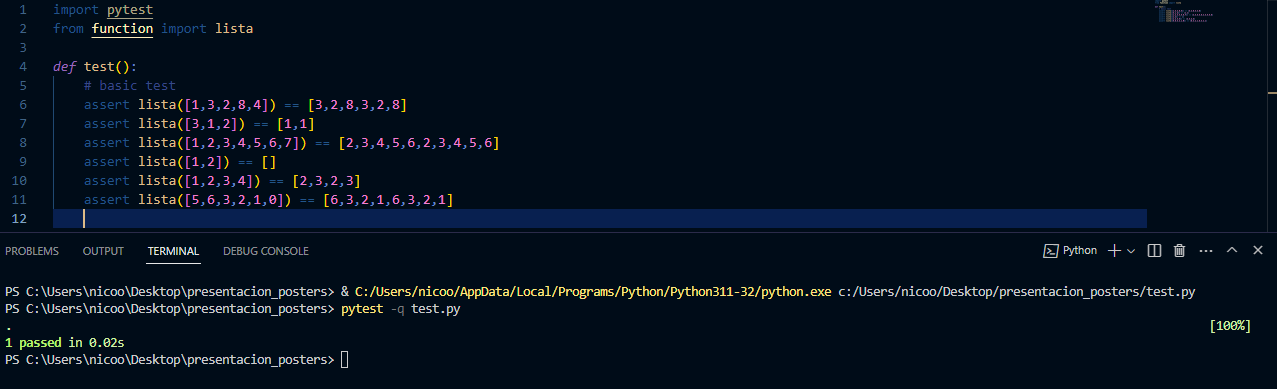 1 import pytest
2 from function import lista
3
4 def test():
5 # basic test
6 assert lista([1,3,2,8,4]) == [3,2,8,3,2,8]
7 assert lista([3,1,2]) == [1,1]
8 assert lista([1,2,3,4,5,6,7]) == [2,3,4,5,6,2,3,4,5,6]
9 assert lista([1,2]) == []
10 assert lista([1,2,3,4]) == [2,3,2,3]
11 assert lista([5,6,3,2,1,0]) == [6,3,2,1,6,3,2,1]
12
PROBLEMS OUTPUT TERMINAL DEBUG CONSOLE Python
PS C:\Users\nicoo\Desktop\presentacion_posters> & C:/Users/nicoo/AppData/Local/Programs/Python/Python311-32/python.exe c:/Users/nicoo/Desktop/presentacion_posters/test.py
PS C:\Users\nicoo\Desktop\presentacion_posters> pytest -q test.py
. [100%]
1 passed in 0.02s
PS C:\Users\nicoo\Desktop\presentacion_posters>